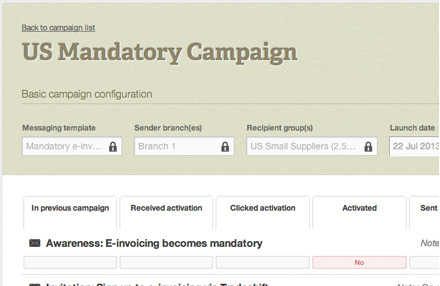 Back to campaign list
US Mandatory Campaign
Basic campaign configuration
Messaging template Sender branch(es) Recipient group(s) Launch date
Mandatory e-inv... Branch 1 US Small Suppliers (2,5... 22 Jul 2013
In previous campaign Received activation Clicked activation Activated Sent
Awareness: E-invoicing becomes mandatory Note:
No